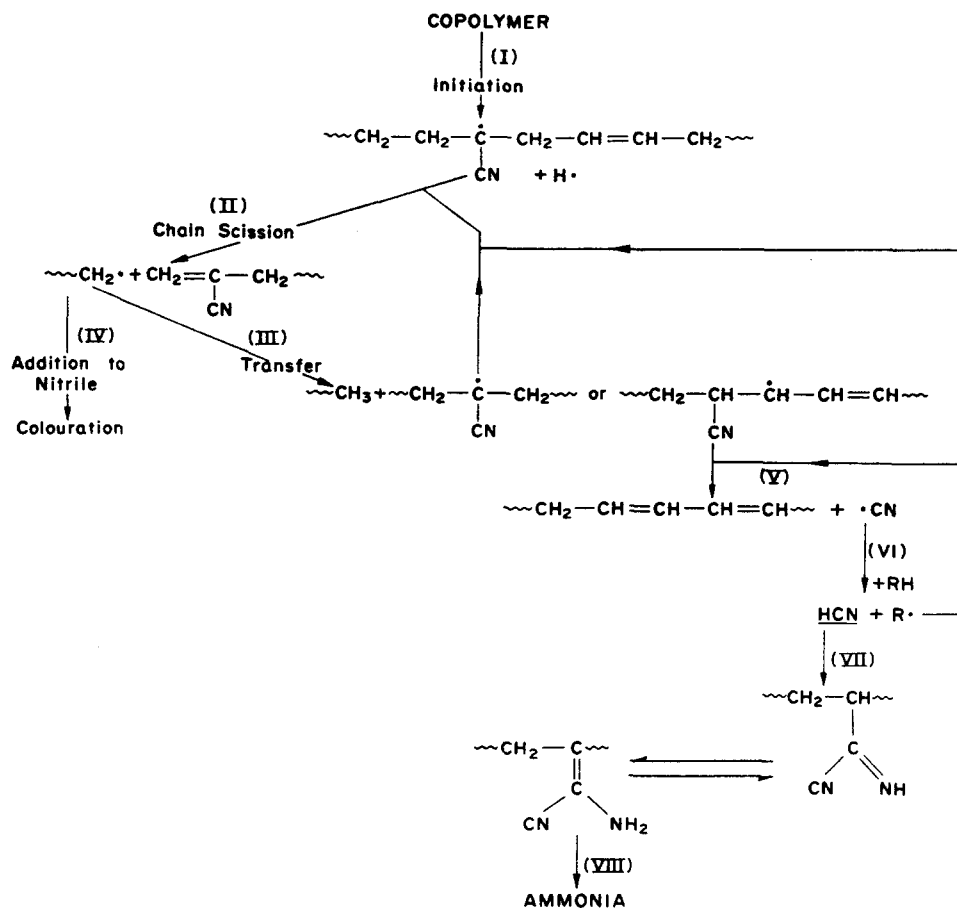 COPOLYMER
(I)
Initiation
CH2—CH2—Ċ—CH2—CH=CH—CH2
CN + H·
(II)
Chain Scission
CH2· + CH2=C—CH2
CN
(IV)
(III)
Addition to
Nitrile
Transfer
Colouration
CH3+ CH2—Ċ—CH2 or CH2—CH—ĊH—CH=CH
CN
CN
(V)
CH2—CH=CH—CH=CH + ·CN
(VI)
+RH
HCN + R·
(VII)
CH2—CH
C
CN NH
CH2—C
C
CN NH2
(VIII)
AMMONIA